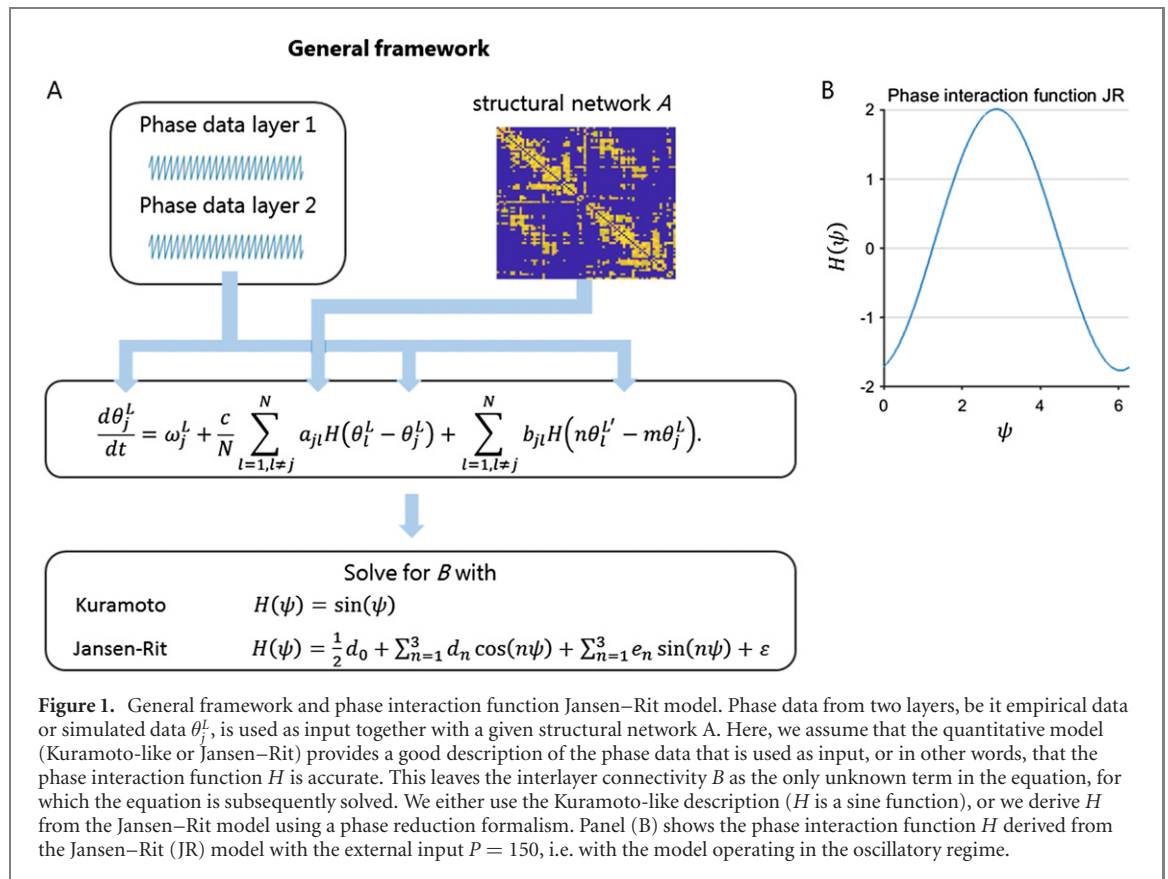 General framework
A
Phase data layer 1
Phase data layer 2
structural network A
dθ_j^L/dt = ω_j^L + c/N ∑_{l=1,l≠j}^N a_{jl}H(θ_l^L − θ_j^L) + ∑_{l=1,l≠j}^N b_{jl}H(nθ_l^{L'} − mθ_j^L).
Solve for B with
Kuramoto H(ψ) = sin(ψ)
Jansen-Rit H(ψ) = 1/2 d_0 + ∑_{n=1}^3 d_n cos(nψ) + ∑_{n=1}^3 e_n sin(nψ) + ε
B
Phase interaction function JR
2
1
0
-1
-2
H(ψ)
0 2 4 6
ψ
Figure 1. General framework and phase interaction function Jansen–Rit model. Phase data from two layers, be it empirical data
or simulated data θ_j^L, is used as input together with a given structural network A. Here, we assume that the quantitative model
(Kuramoto-like or Jansen–Rit) provides a good description of the phase data that is used as input, or in other words, that the
phase interaction function H is accurate. This leaves the interlayer connectivity B as the only unknown term in the equation, for
which the equation is subsequently solved. We either use the Kuramoto-like description (H is a sine function), or we derive H
from the Jansen–Rit model using a phase reduction formalism. Panel (B) shows the phase interaction function H derived from
the Jansen–Rit (JR) model with the external input P = 150, i.e. with the model operating in the oscillatory regime.